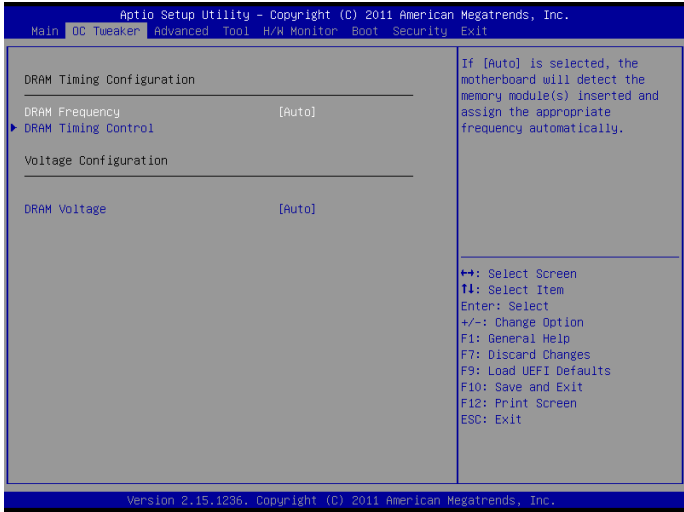 Aptio Setup Utility – Copyright (C) 2011 American Megatrends, Inc.
Main OC Tweaker Advanced Tool H/W Monitor Boot Security Exit
DRAM Timing Configuration
DRAM Frequency [Auto]
DRAM Timing Control
Voltage Configuration
DRAM Voltage [Auto]
If [Auto] is selected, the
motherboard will detect the
memory module(s) inserted and
assign the appropriate
frequency automatically.
↔: Select Screen
↑↓: Select Item
Enter: Select
+/-: Change Option
F1: General Help
F7: Discard Changes
F9: Load UEFI Defaults
F10: Save and Exit
F12: Print Screen
ESC: Exit
Version 2.15.1236. Copyright (C) 2011 American Megatrends, Inc.